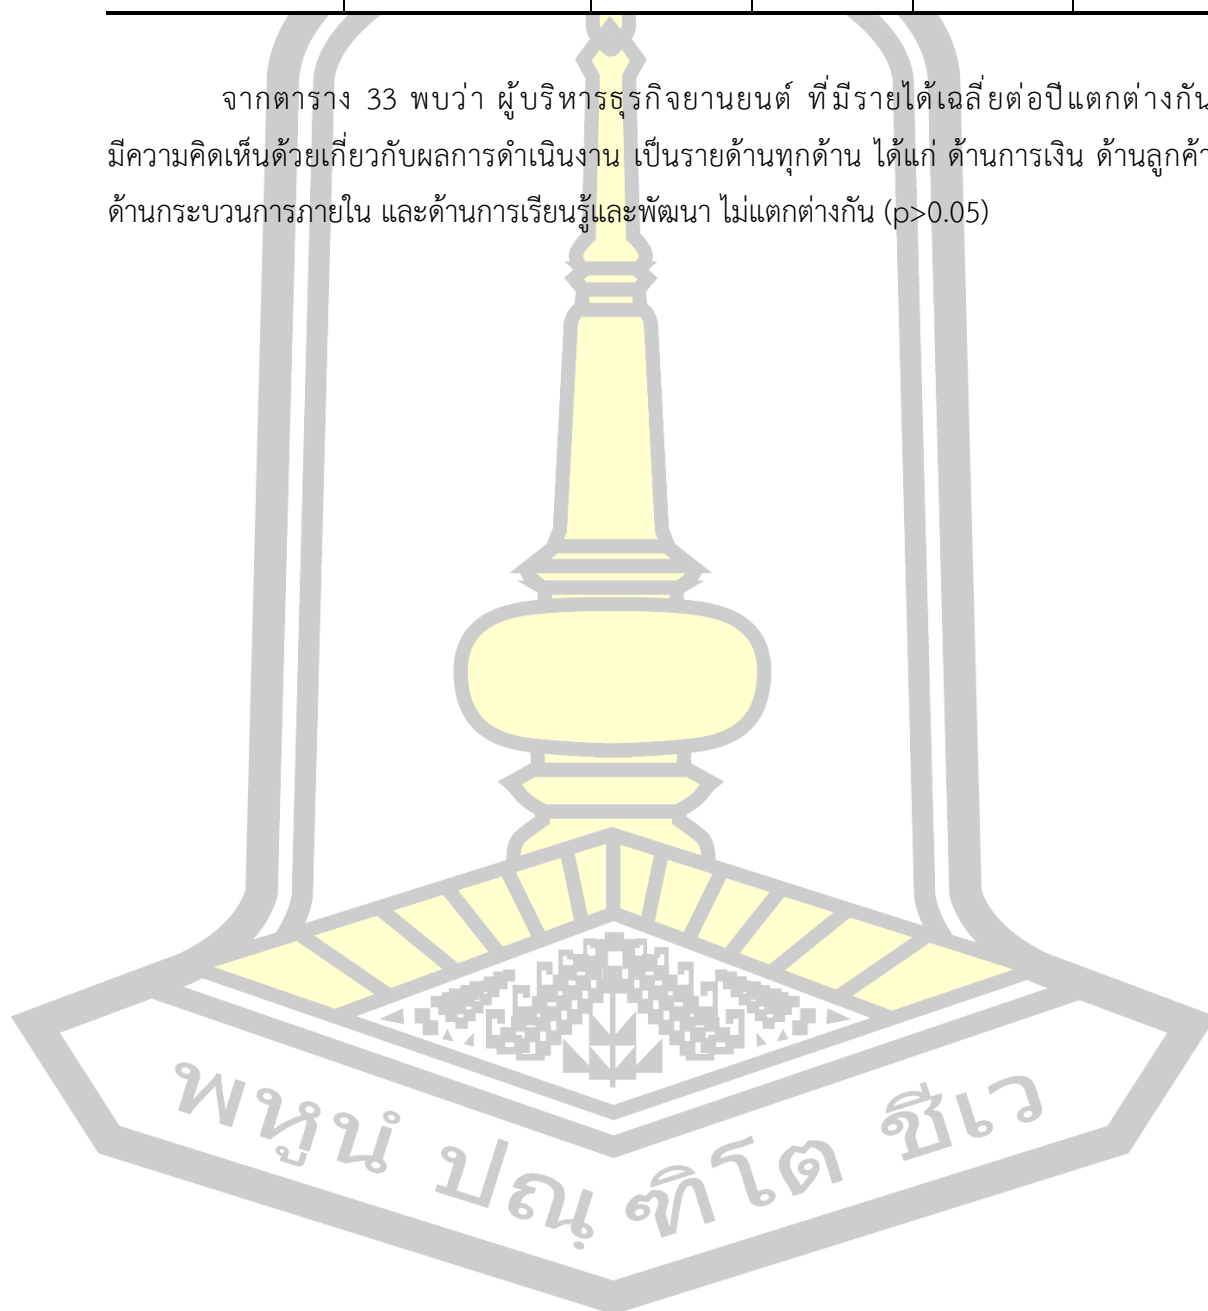 จากตาราง 33 พบว่า ผู้บริหารธุรกิจยานยนต์ ที่มีรายได้เฉลี่ยต่อปีแตกต่างกัน
มีความคิดเห็นด้วยเกี่ยวกับผลการดำเนินงาน เป็นรายด้านทุกด้าน ได้แก่ ด้านการเงิน ด้านลูกค้า
ด้านกระบวนการภายใน และด้านการเรียนรู้และพัฒนา ไม่แตกต่างกัน (p>0.05)
พหูนํ ปณฺฑิโต ชีเว